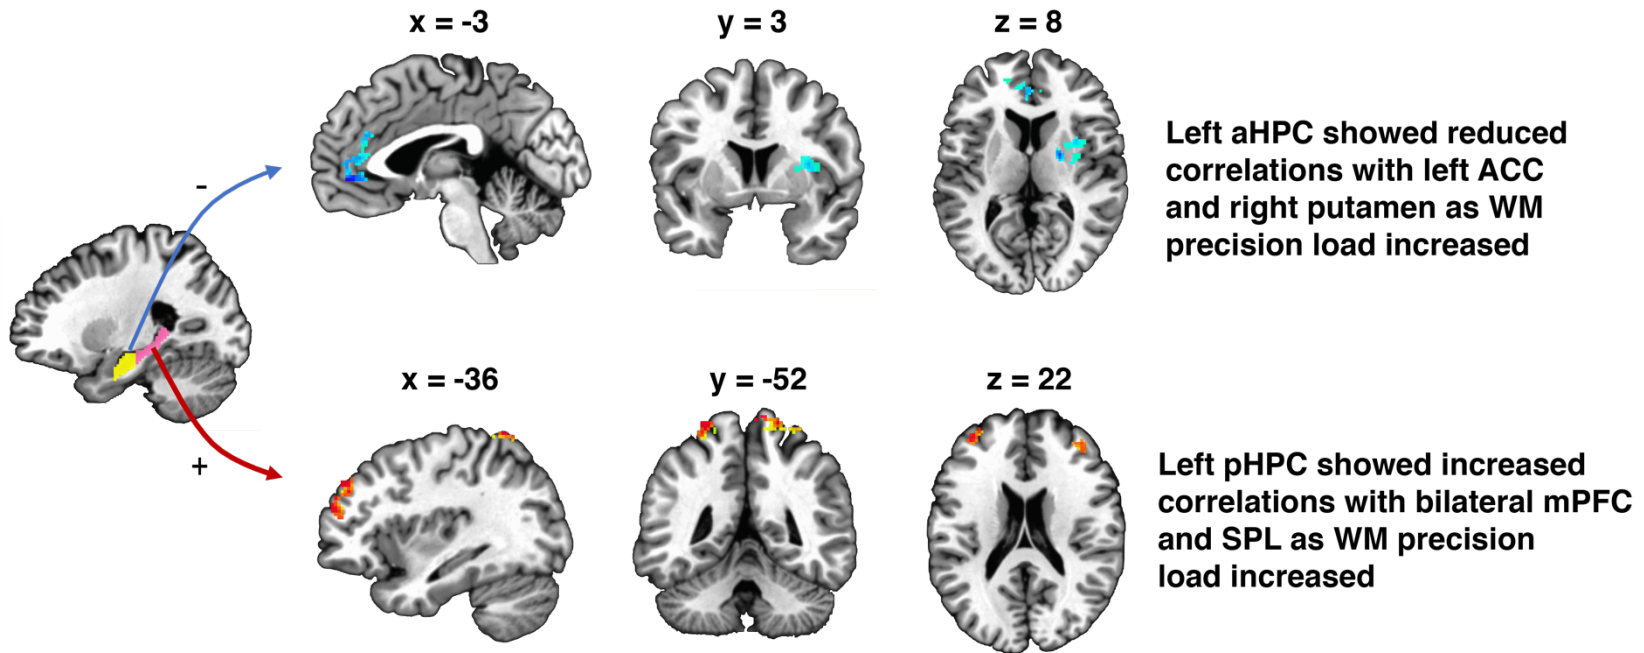 x = -3
y = 3
z = 8
Left aHPC showed reduced
correlations with left ACC
and right putamen as WM
precision load increased
-
+
x = -36
y = -52
z = 22
Left pHPC showed increased
correlations with bilateral mPFC
and SPL as WM precision
load increased